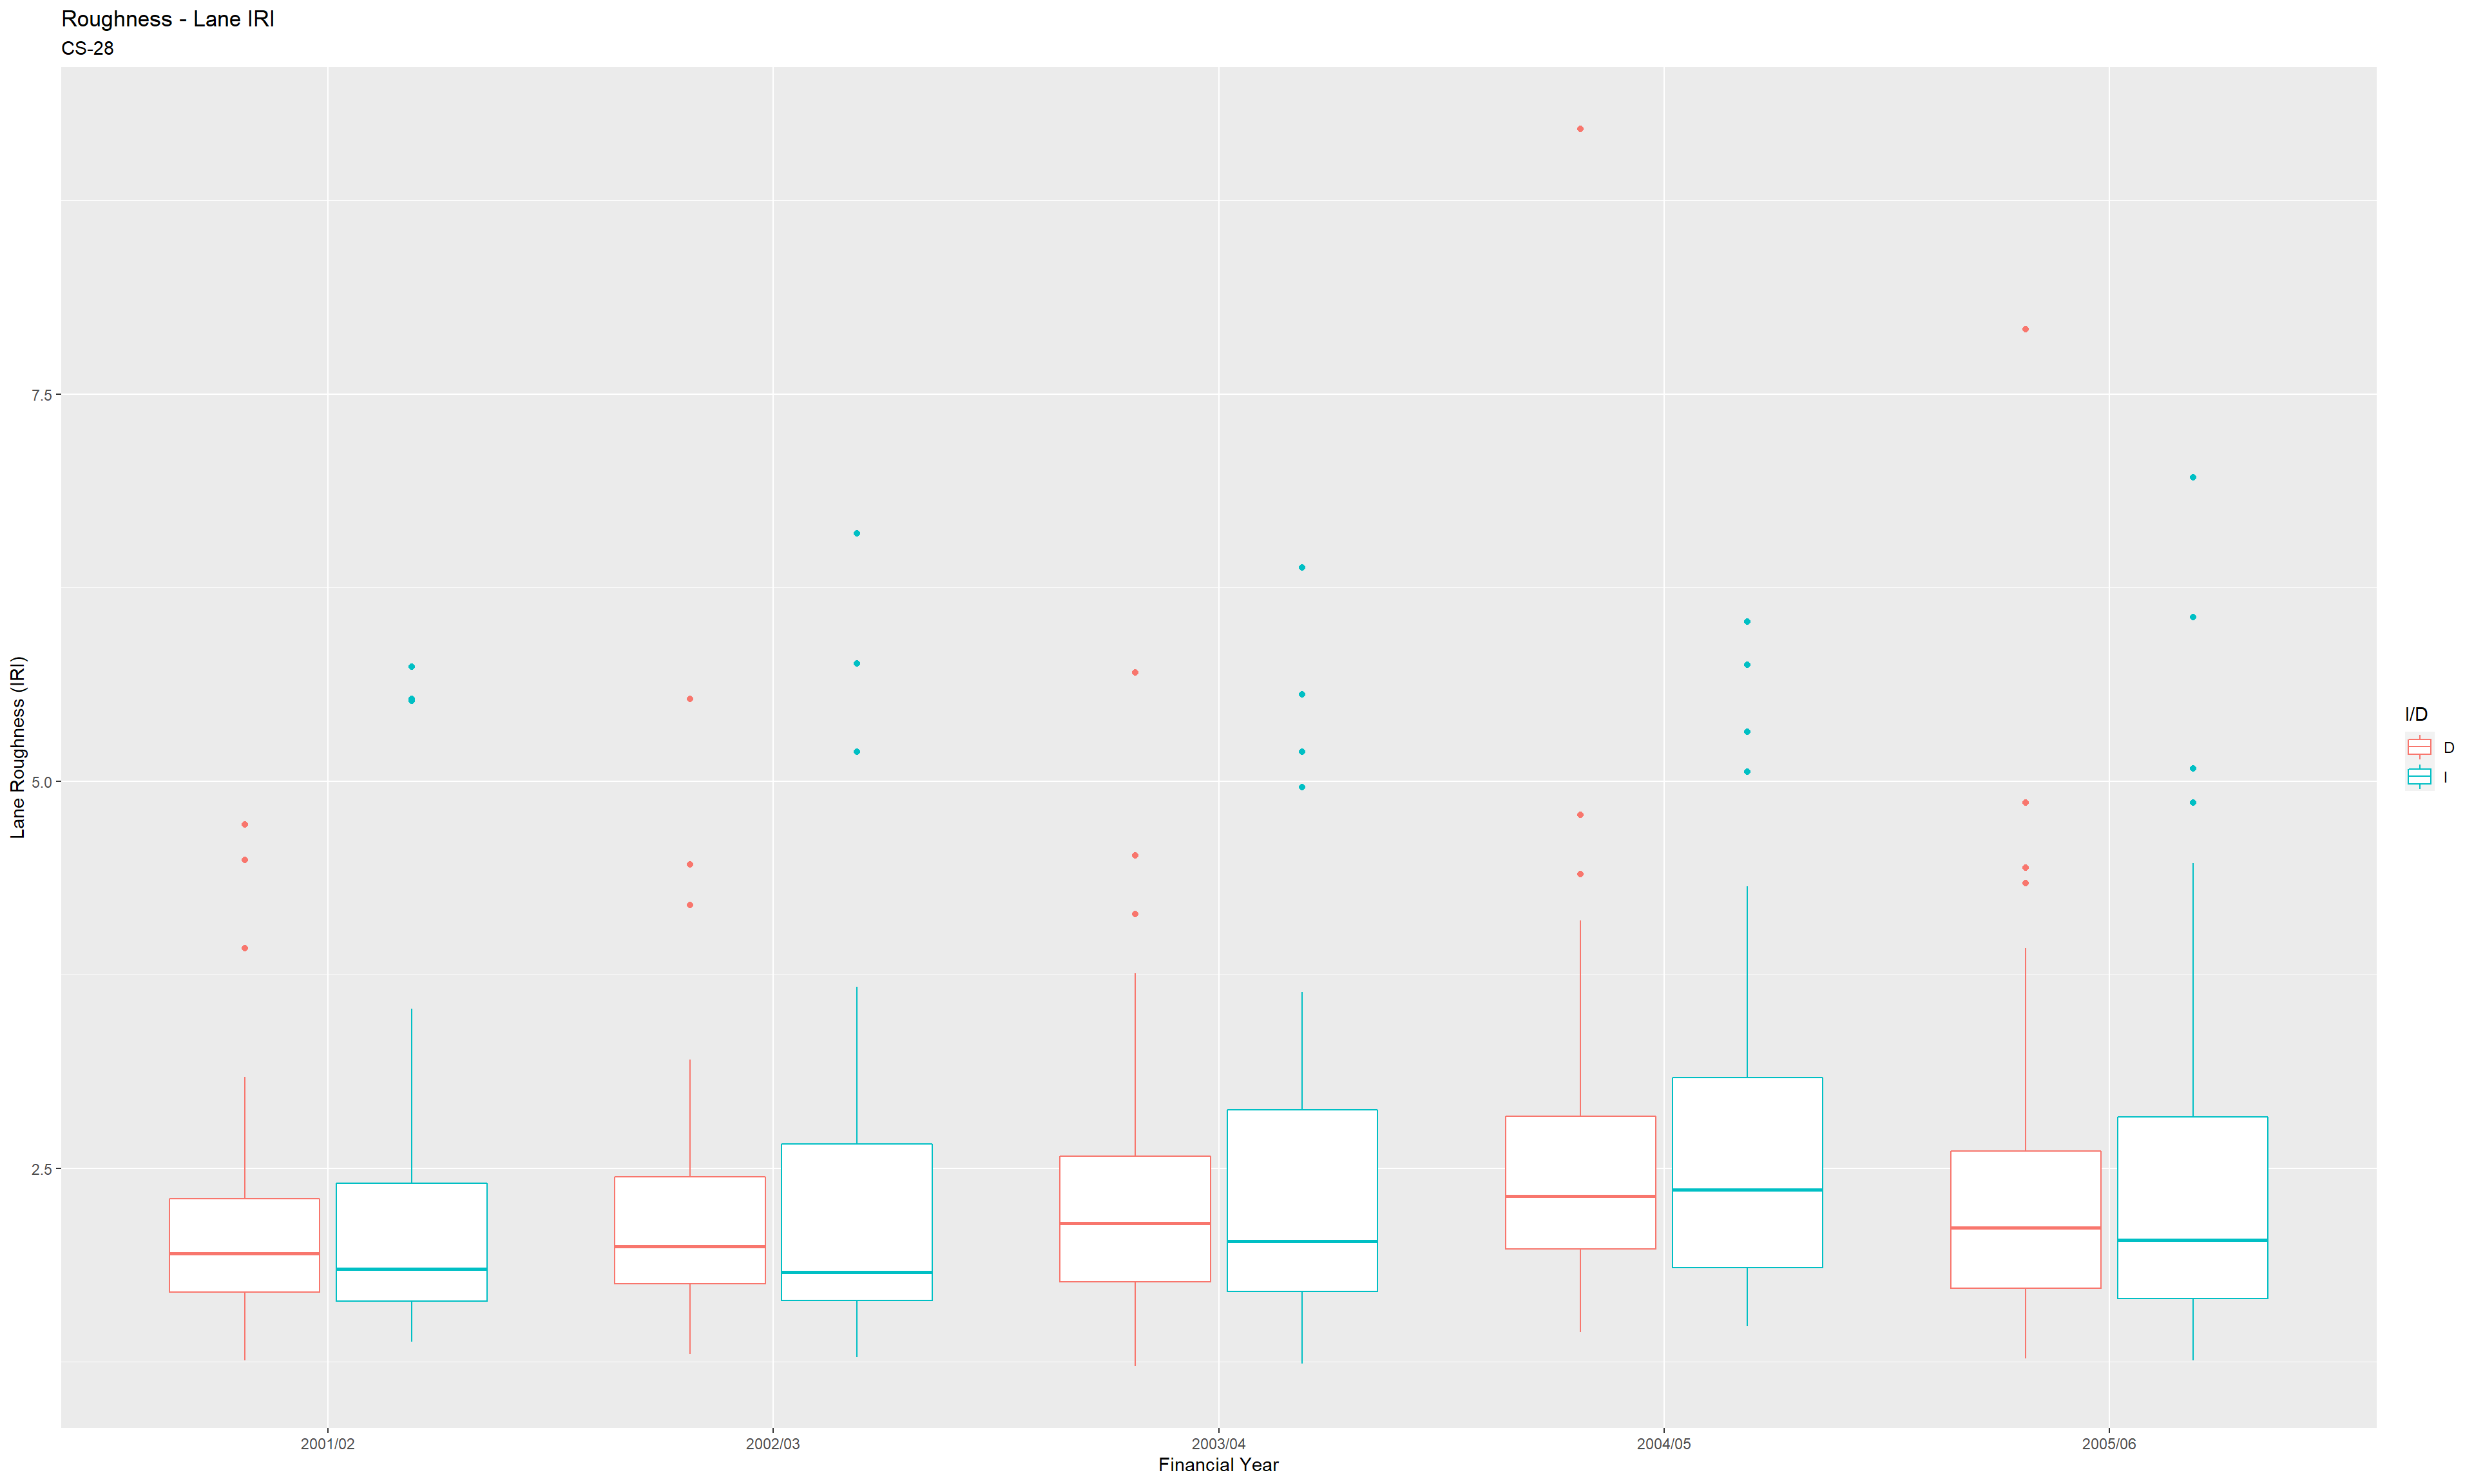 Roughness - Lane IRI
CS-28
Lane Roughness (IRI)
7.5
5.0
2.5
2001/02
2002/03
2003/04
2004/05
2005/06
Financial Year
I/D
D
I